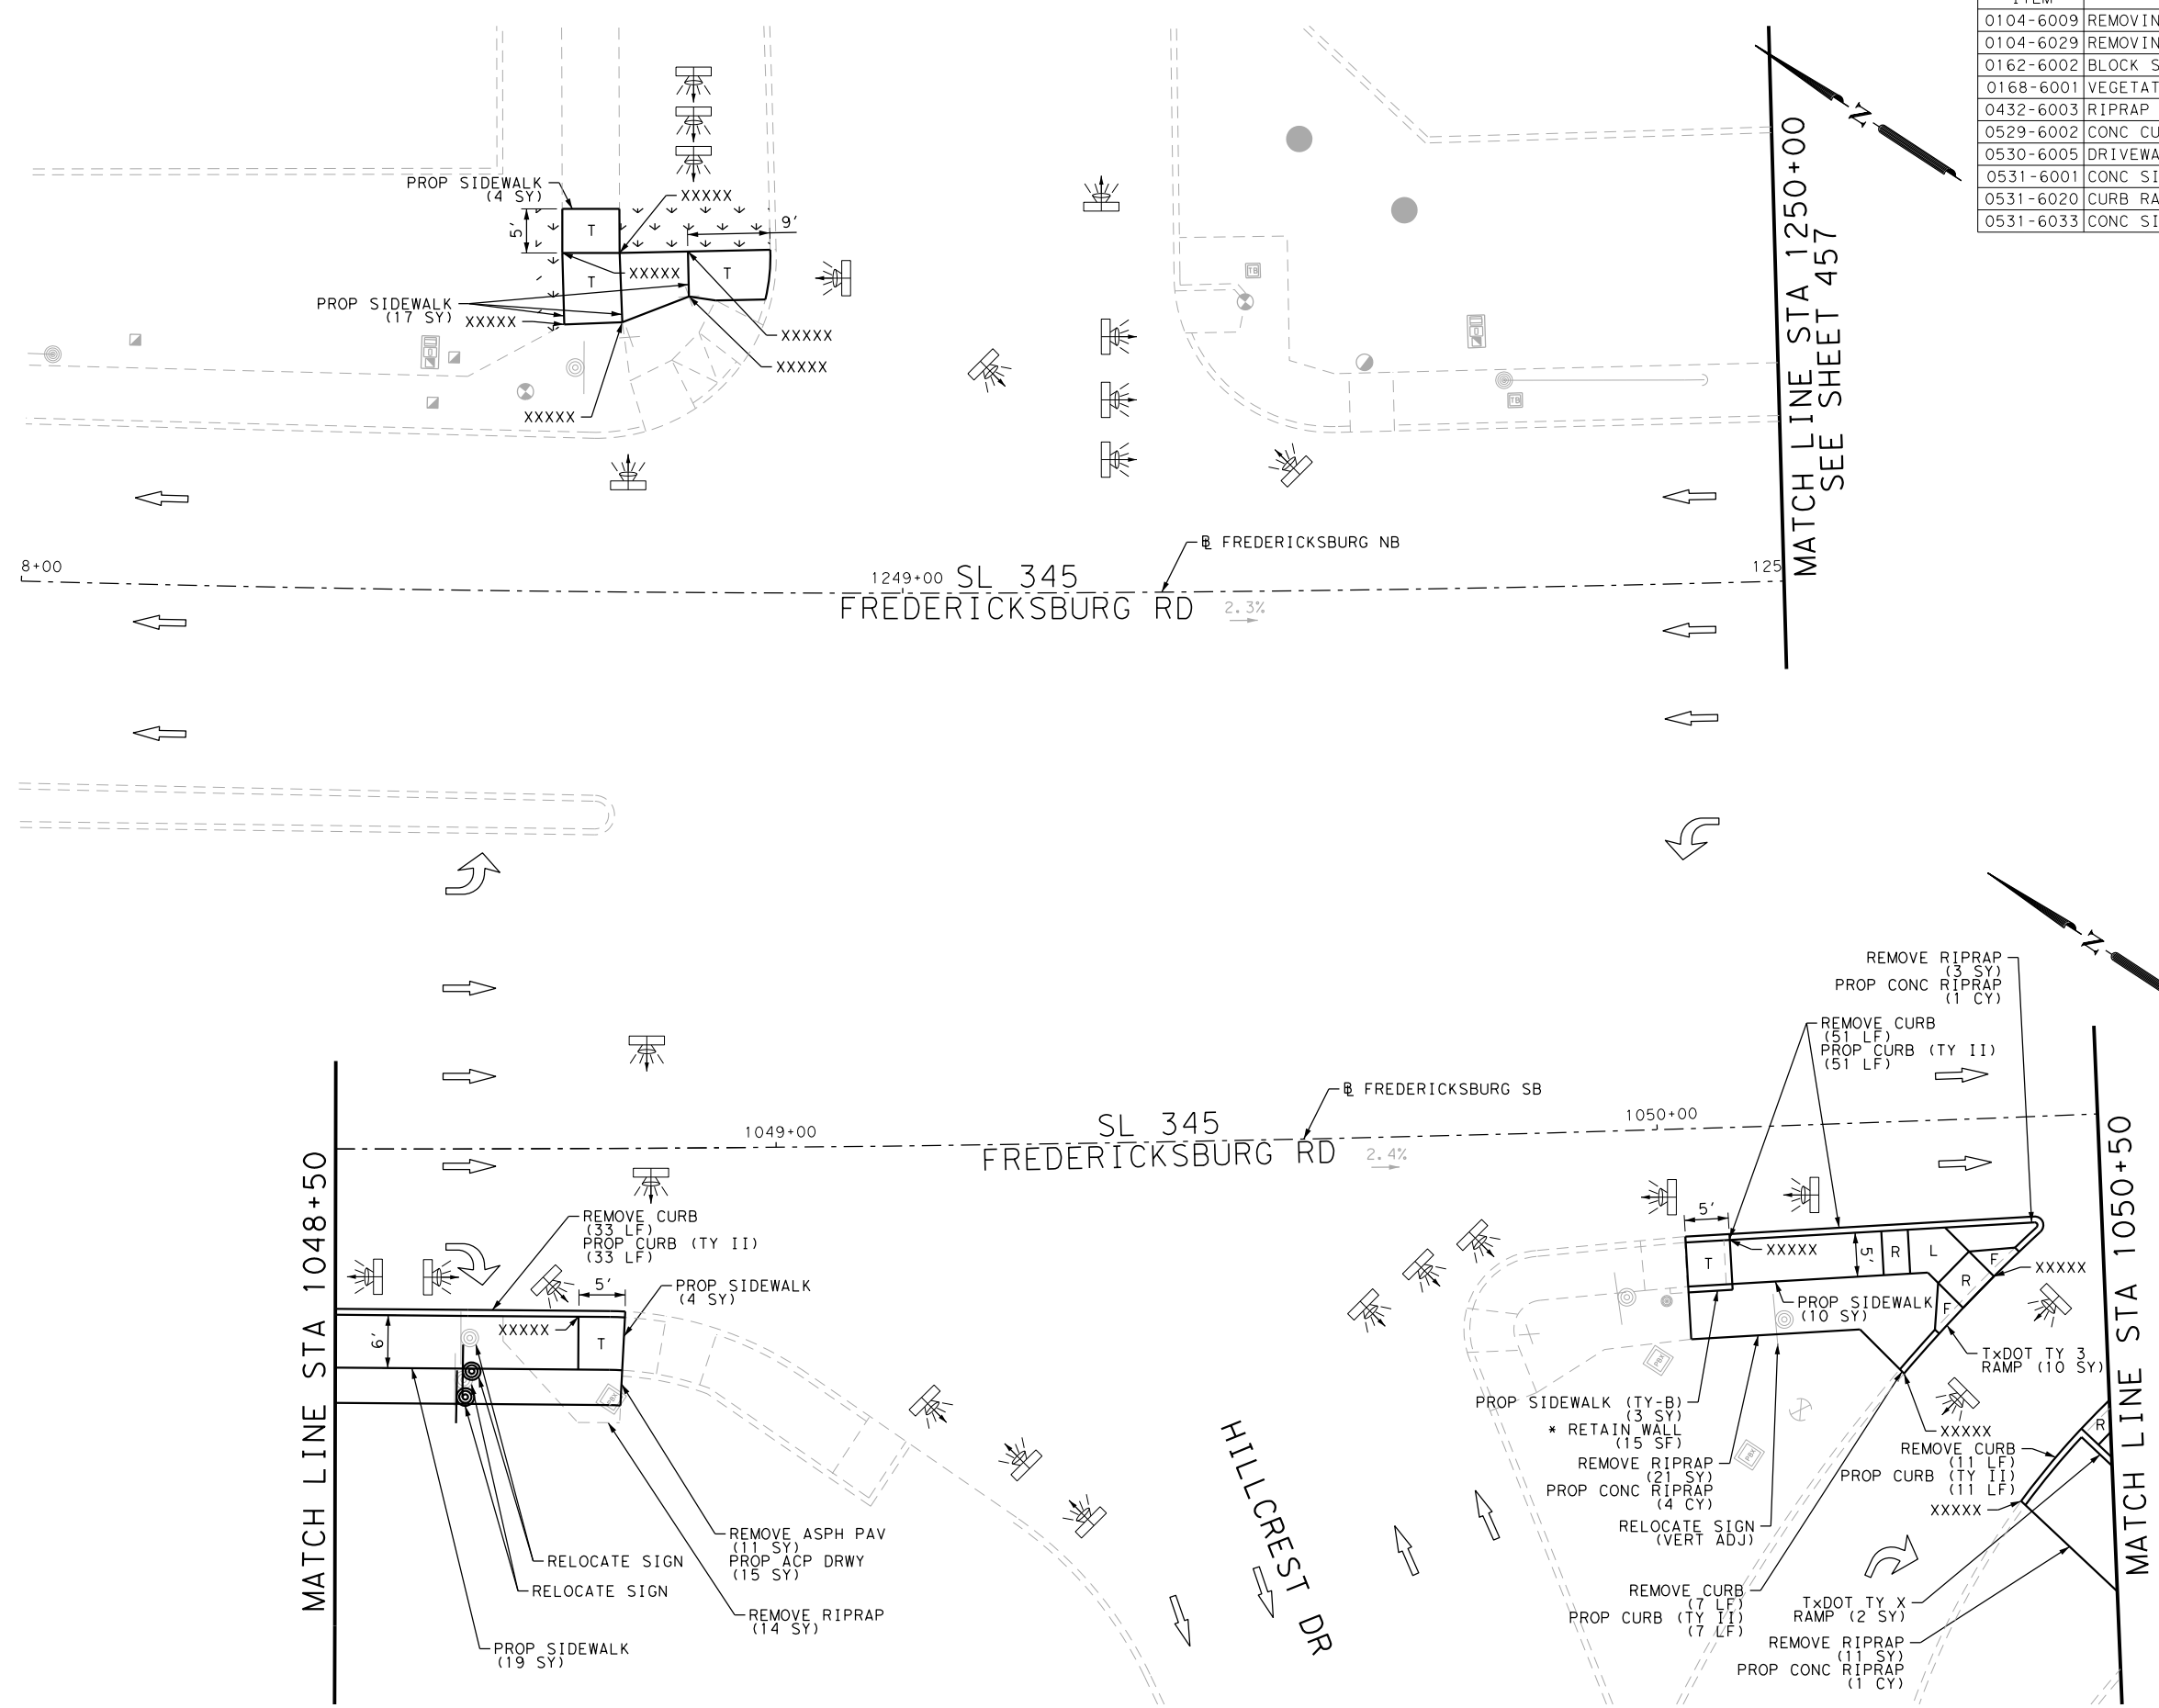 ITEM
0104-6009 REMOVIN
0104-6029 REMOVIN
0162-6002 BLOCK S
0168-6001 VEGETAT
0432-6003 RIPRAP
0529-6002 CONC CU
0530-6005 DRIVEWA
0531-6001 CONC SI
0531-6020 CURB RA
0531-6033 CONC SI
N
MATCH LINE STA 1250+00
SEE SHEET 457
PROP SIDEWALK
(4 SY)
XXXXX
9'
5'
T
T
T
XXXXX
PROP SIDEWALK
(17 SY)
XXXXX
XXXXX
XXXXX
XXXXX
TB
TB
℄ FREDERICKSBURG NB
8+00
1249+00
SL 345
FREDERICKSBURG RD
2.3%
125
N
REMOVE RIPRAP
(3 SY)
PROP CONC RIPRAP
(1 CY)
REMOVE CURB
(51 LF)
PROP CURB (TY II)
(51 LF)
MATCH LINE STA 1048+50
1049+00
SL 345
FREDERICKSBURG RD
2.4%
℄ FREDERICKSBURG SB
1050+00
MATCH LINE STA 1050+50
REMOVE CURB
(33 LF)
PROP CURB (TY II)
(33 LF)
5'
PROP SIDEWALK
(4 SY)
XXXXX
6'
T
PBX
REMOVE ASPH PAV
(11 SY)
PROP ACP DRWY
(15 SY)
RELOCATE SIGN
RELOCATE SIGN
REMOVE RIPRAP
(14 SY)
PROP SIDEWALK
(19 SY)
HILLCREST DR
5'
T
XXXXX
5'
R
L
F
R
F
XXXXX
PROP SIDEWALK
(10 SY)
TxDOT TY 3
RAMP (10 SY)
PBX
PBX
PROP SIDEWALK (TY-B)
(3 SY)
* RETAIN WALL
(15 SF)
REMOVE RIPRAP
(21 SY)
PROP CONC RIPRAP
(4 CY)
RELOCATE SIGN
(VERT ADJ)
XXXXX
REMOVE CURB
(11 LF)
PROP CURB (TY II)
(11 LF)
XXXXX
R
REMOVE CURB
(7 LF)
PROP CURB (TY II)
(7 LF)
TxDOT TY X
RAMP (2 SY)
REMOVE RIPRAP
(11 SY)
PROP CONC RIPRAP
(1 CY)